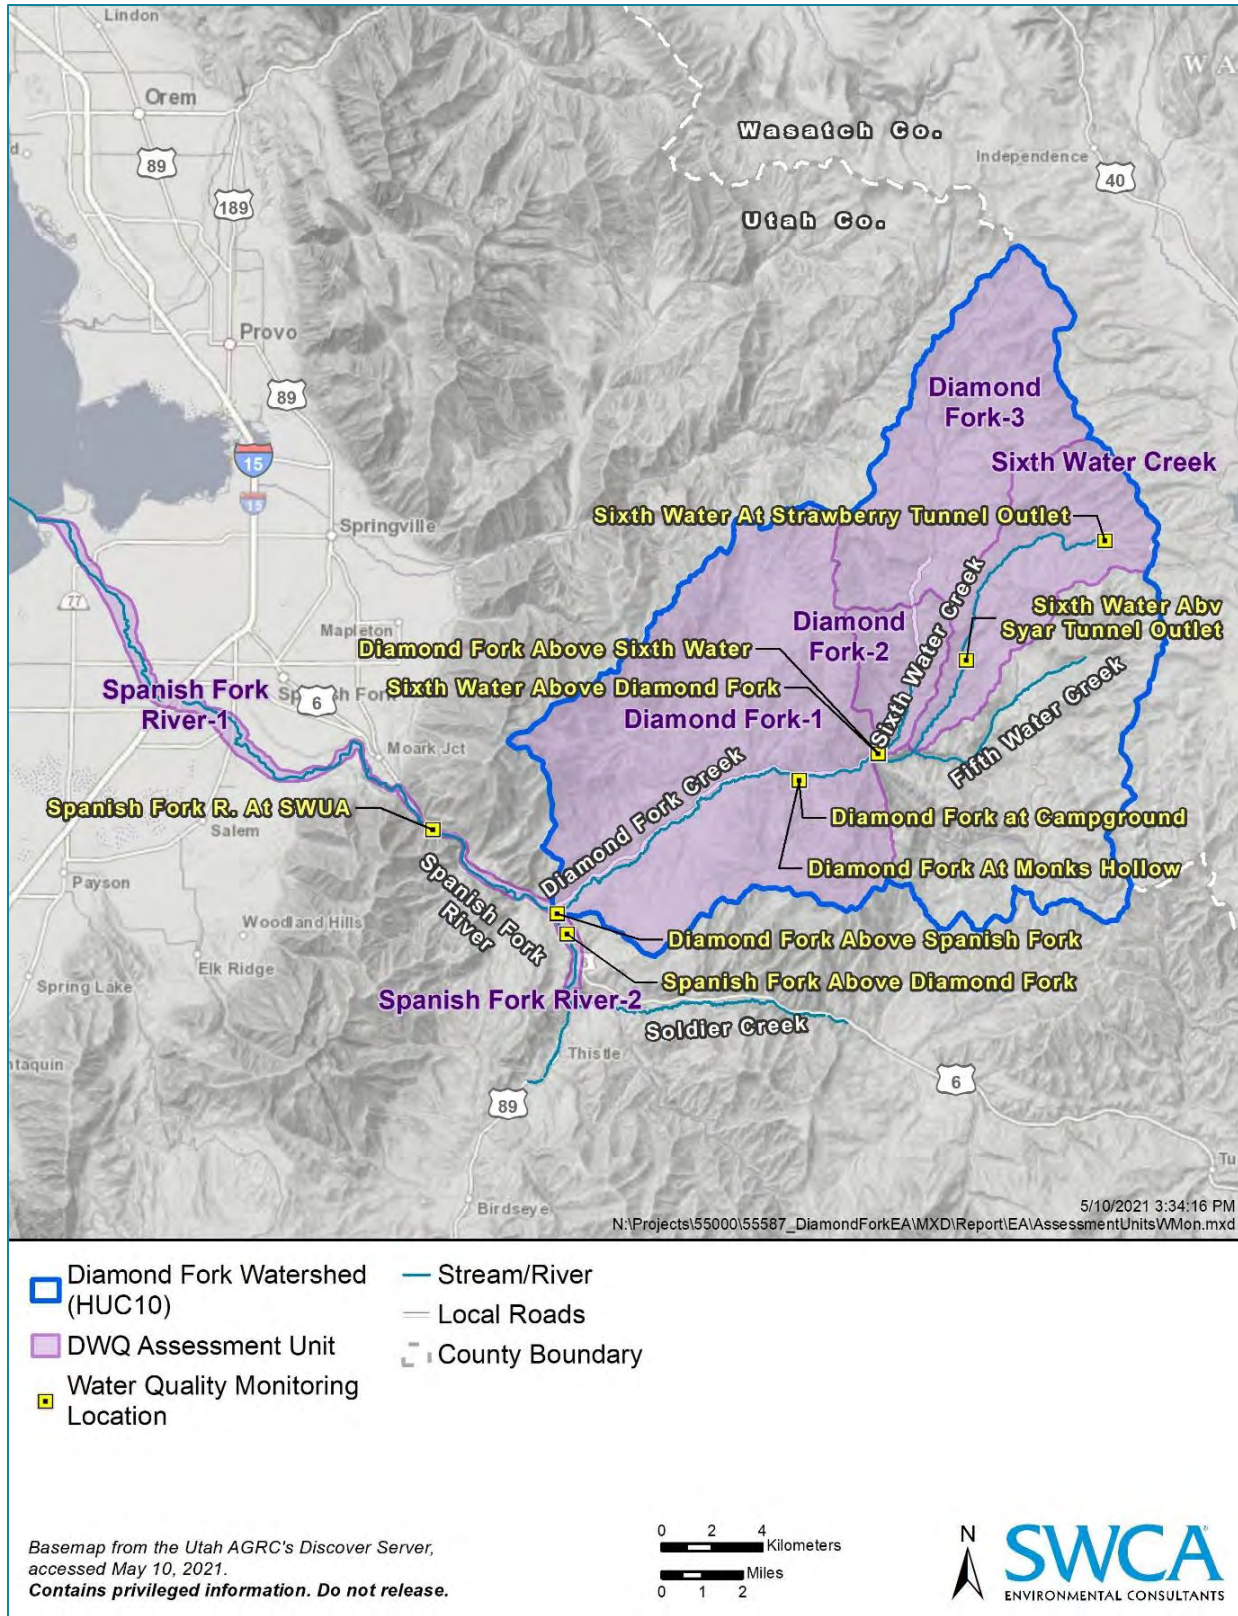 Lindon
W A
Orem
Wasatch Co.
Independence
89
40
189
Utah Co.
Provo
89
Diamond
Fork-3
15
Sixth Water Creek
15
Sixth Water At Strawberry Tunnel Outlet
Springville
77
Sixth Water Abv
Syar Tunnel Outlet
Mapleton
Diamond
Fork-2
Diamond Fork Above Sixth Water
Sixth Water Creek
Spanish Fork
River-1
Sixth Water Above Diamond Fork
6
Diamond Fork-1
Fifth Water Creek
Moark Jct
Spanish Fork R. At SWUA
Diamond Fork Creek
Diamond Fork at Campground
Salem
Diamond Fork At Monks Hollow
Payson
Spanish Fork
River
Woodland Hills
Diamond Fork Above Spanish Fork
Elk Ridge
Spanish Fork Above Diamond Fork
Spring Lake
Spanish Fork River-2
Soldier Creek
Thistle
ntaquin
6
89
Tu
Birdseye
5/10/2021 3:34:16 PM
N:\Projects\55000\55587_DiamondForkEA\MXD\Report\EA\AssessmentUnitsWMon.mxd
Diamond Fork Watershed
(HUC10)
DWQ Assessment Unit
Water Quality Monitoring
Location
Stream/River
Local Roads
County Boundary
Basemap from the Utah AGRC's Discover Server,
accessed May 10, 2021.
Contains privileged information. Do not release.
0 2 4
Kilometers
Miles
0 1 2
N
SWCA
ENVIRONMENTAL CONSULTANTS